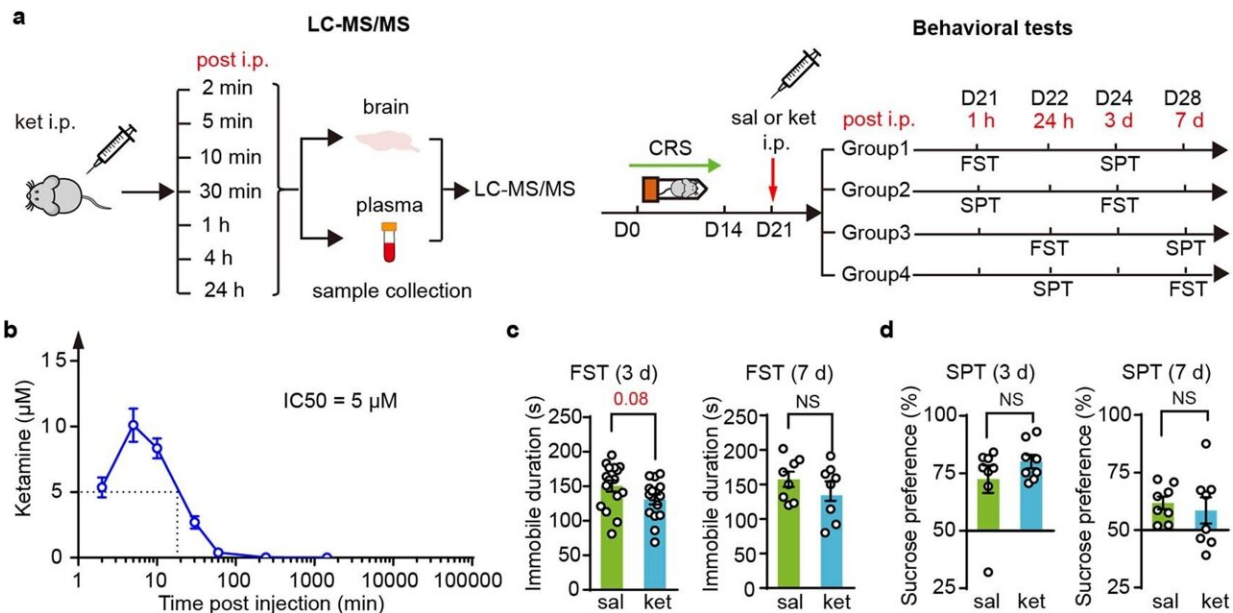 a
LC-MS/MS
ket i.p.
post i.p.
2 min
5 min
10 min
30 min
1 h
4 h
24 h
brain
plasma
sample collection
LC-MS/MS
Behavioral tests
CRS
sal or ket
i.p.
D0
D14
D21
D21 D22 D24 D28
post i.p. 1 h 24 h 3 d 7 d
Group1
FST SPT
Group2
SPT FST
Group3
FST SPT
Group4
SPT FST
b
Ketamine (µM)
15
10
5
0
IC50 = 5 µM
1 10 100 1000 10000 100000
Time post injection (min)
c
FST (3 d)
0.08
Immobile duration (s)
250
200
150
100
50
0
sal ket
FST (7 d)
NS
Immobile duration (s)
250
200
150
100
50
0
sal ket
d
SPT (3 d)
NS
Sucrose preference (%)
100
75
50
25
sal ket
SPT (7 d)
NS
Sucrose preference (%)
100
75
50
25
sal ket